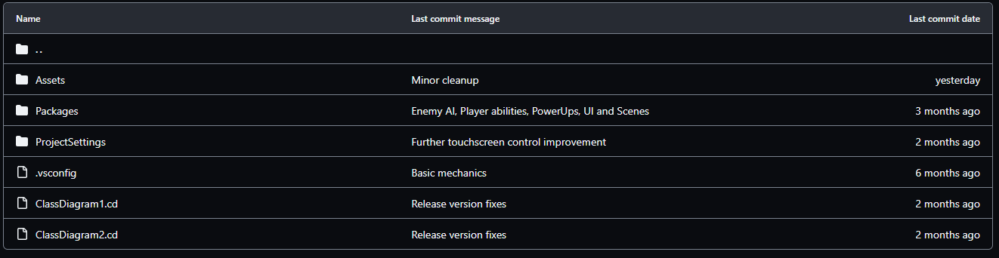 Name Last commit message Last commit date
..
Assets Minor cleanup yesterday
Packages Enemy AI, Player abilities, PowerUps, UI and Scenes 3 months ago
ProjectSettings Further touchscreen control improvement 2 months ago
.vsconfig Basic mechanics 6 months ago
ClassDiagram1.cd Release version fixes 2 months ago
ClassDiagram2.cd Release version fixes 2 months ago